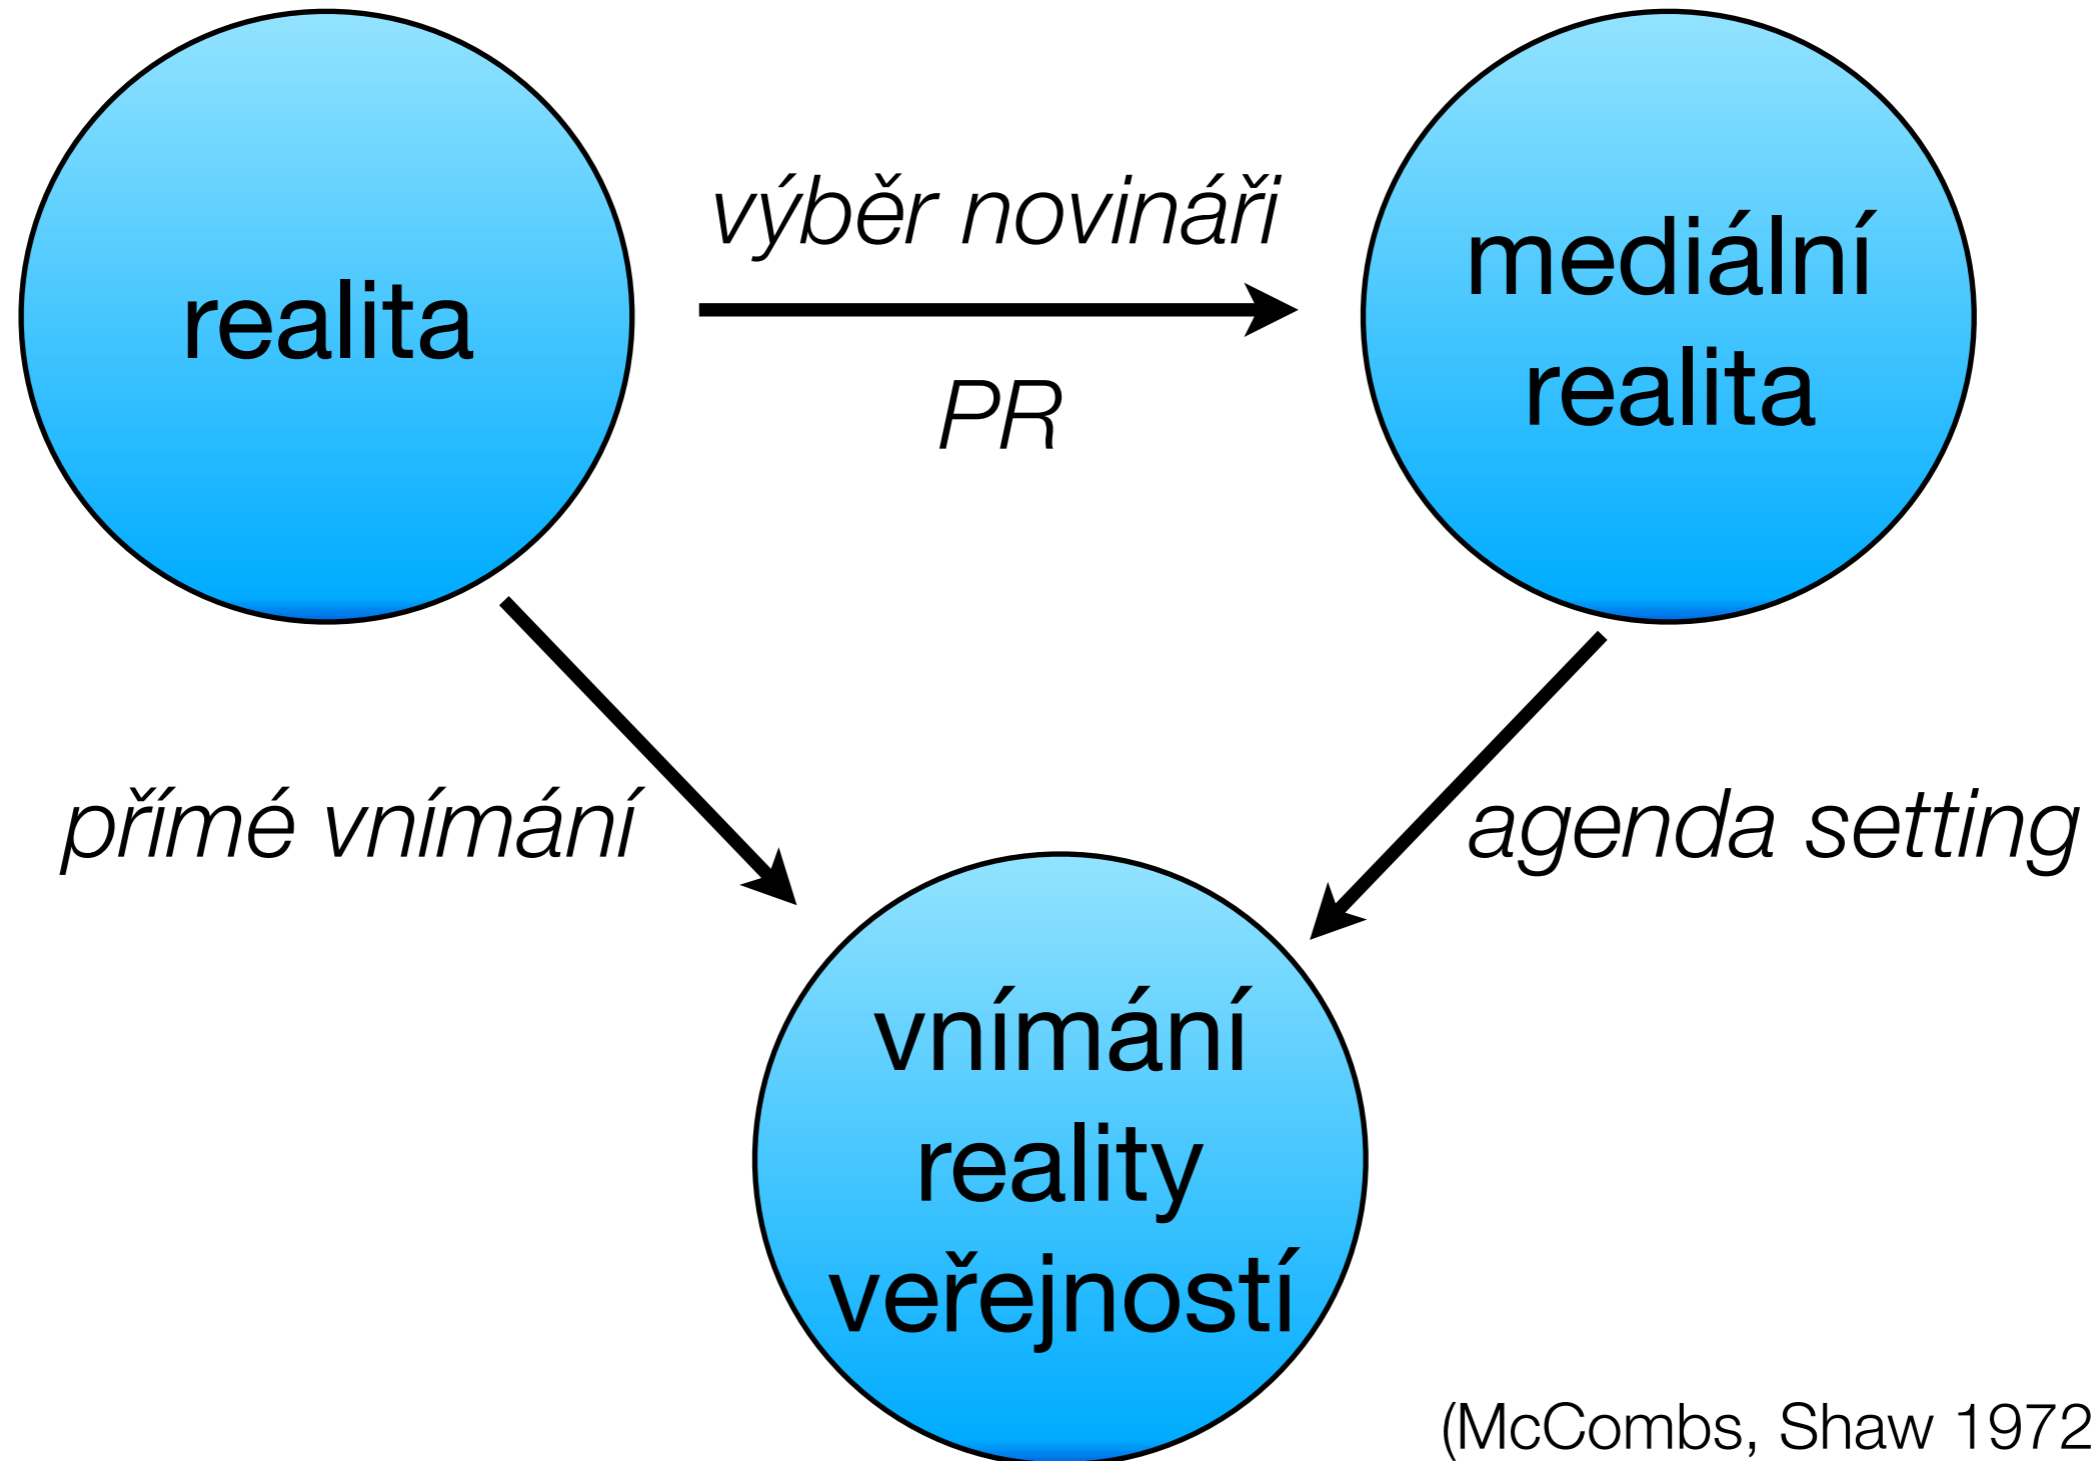 realita
výběr novináři
PR
mediální
realita
přímé vnímání
agenda setting
vnímání
reality
veřejností
(McCombs, Shaw 1972